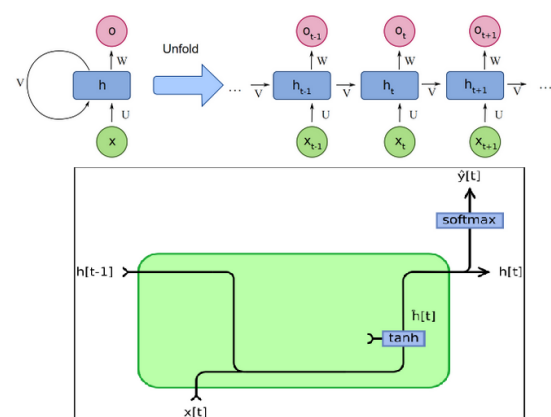 o
W
V
h
U
x
Unfold
o_{t-1} o_t o_{t+1}
W W W
... V h_{t-1} V h_t V h_{t+1} V ...
U U U
x_{t-1} x_t x_{t+1}
ŷ[t]
softmax
h[t-1]
h[t]
h̃[t]
tanh
x[t]